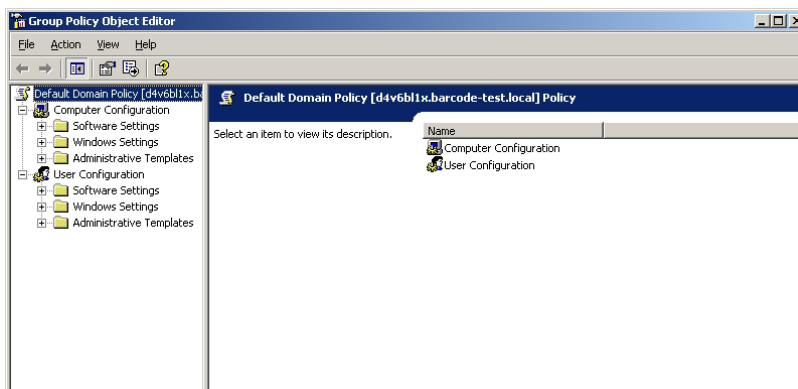 Group Policy Object Editor
File Action View Help
Default Domain Policy [d4v6bl1x.ba
Computer Configuration
Software Settings
Windows Settings
Administrative Templates
User Configuration
Software Settings
Windows Settings
Administrative Templates
Default Domain Policy [d4v6bl1x.barcode-test.local] Policy
Select an item to view its description.
Name
Computer Configuration
User Configuration